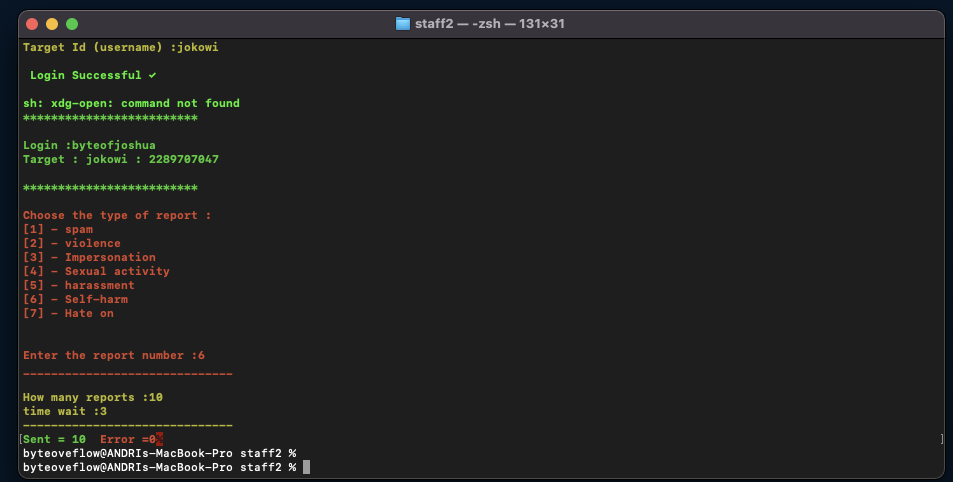 staff2 — -zsh — 131×31
Target Id (username) :jokowi
Login Successful ✓
sh: xdg-open: command not found
*************************
Login :byteofjoshua
Target : jokowi : 2289707047
*************************
Choose the type of report :
[1] - spam
[2] - violence
[3] - Impersonation
[4] - Sexual activity
[5] - harassment
[6] - Self-harm
[7] - Hate on
Enter the report number :6
______________________________
How many reports :10
time wait :3
------------------------------
[Sent = 10  Error =0% ]
byteoveflow@ANDRIs-MacBook-Pro staff2 %
byteoveflow@ANDRIs-MacBook-Pro staff2 %